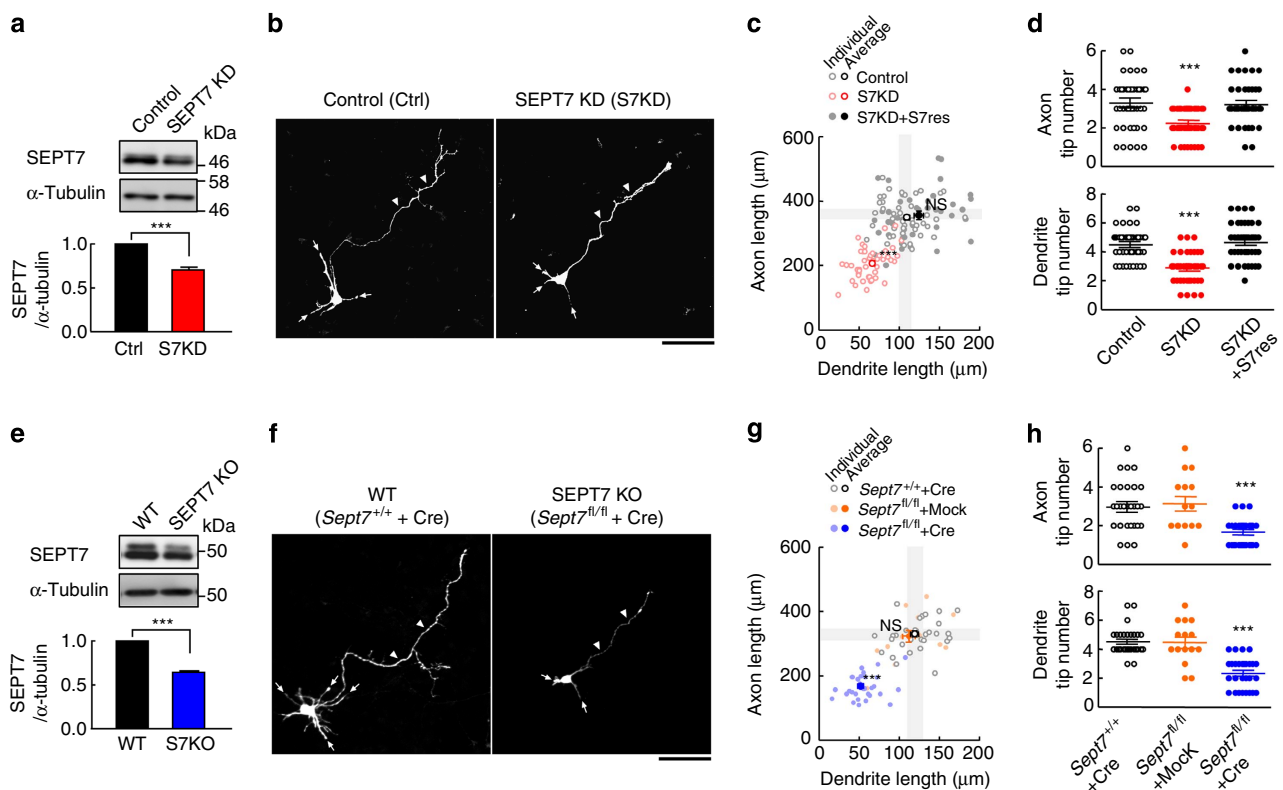 a
Control
SEPT7 KD
kDa
SEPT7
46
58
α-Tubulin
46
***
1.0
0.5
0.0
SEPT7
/α-tubulin
Ctrl
S7KD
b
Control (Ctrl)
SEPT7 KD (S7KD)
c
Individual
Average
Control
S7KD
S7KD+S7res
600
400
200
0
Axon length (μm)
NS
***
0
50
100
150
200
Dendrite length (μm)
d
6
4
2
0
Axon
tip number
***
8
6
4
2
0
Dendrite
tip number
***
Control
S7KD
S7KD
+S7res
e
WT
SEPT7 KO
kDa
SEPT7
50
α-Tubulin
50
***
1.0
0.5
0.0
SEPT7
/α-tubulin
WT
S7KO
f
WT
(Sept7+/+ + Cre)
SEPT7 KO
(Sept7fl/fl + Cre)
g
Individual
Average
Sept7+/++Cre
Sept7fl/fl+Mock
Sept7fl/fl+Cre
600
400
200
0
Axon length (μm)
NS
***
0
50
100
150
200
Dendrite length (μm)
h
6
4
2
0
Axon
tip number
***
8
6
4
2
0
Dendrite
tip number
***
Sept7+/+
+Cre
Sept7fl/fl
+MocK
Sept7fl/fl
+Cre